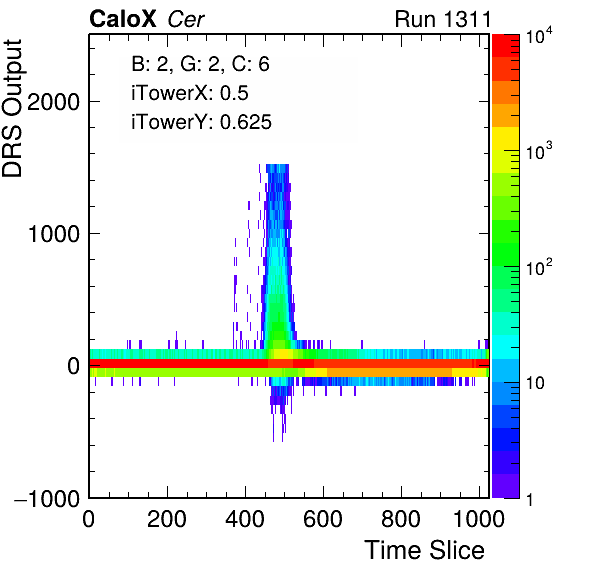 CaloX Cer Run 1311
DRS Output
B: 2, G: 2, C: 6
iTowerX: 0.5
iTowerY: 0.625
2000
1000
0
−1000
0 200 400 600 800 1000
Time Slice
10^4
10^3
10^2
10
1